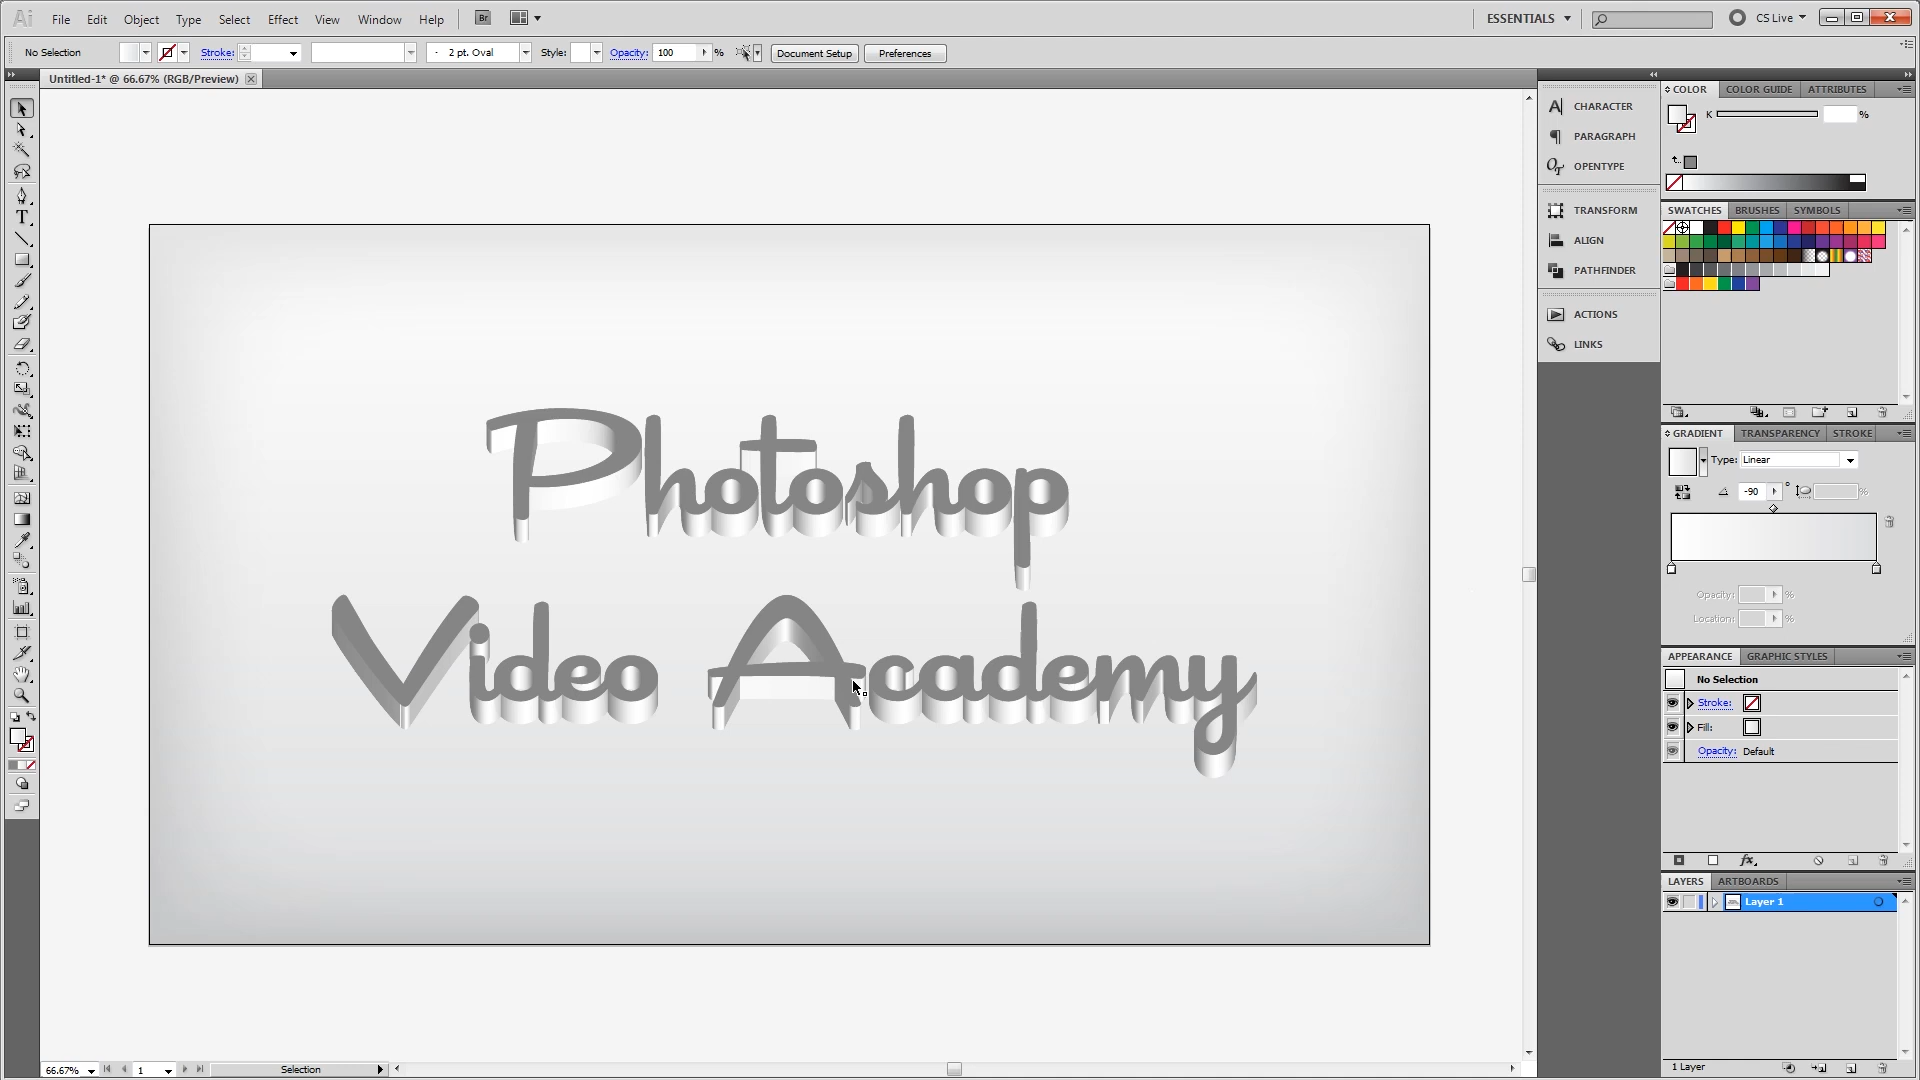 Ai File Edit Object Type Select Effect View Window Help Br ESSENTIALS CS Live
No Selection Stroke: 2 pt. Oval Style: Opacity: 100 % Document Setup Preferences
Untitled-1* @ 66.67% (RGB/Preview)
CHARACTER
PARAGRAPH
OPENTYPE
TRANSFORM
ALIGN
PATHFINDER
ACTIONS
LINKS
COLOR COLOR GUIDE ATTRIBUTES
K %
SWATCHES BRUSHES SYMBOLS
GRADIENT TRANSPARENCY STROKE
Type: Linear
-90 ° %
Opacity: %
Location: %
APPEARANCE GRAPHIC STYLES
No Selection
Stroke:
Fill:
Opacity: Default
fx
LAYERS ARTBOARDS
Layer 1
1 Layer
Photoshop
Video Academy
66.67% 1 Selection